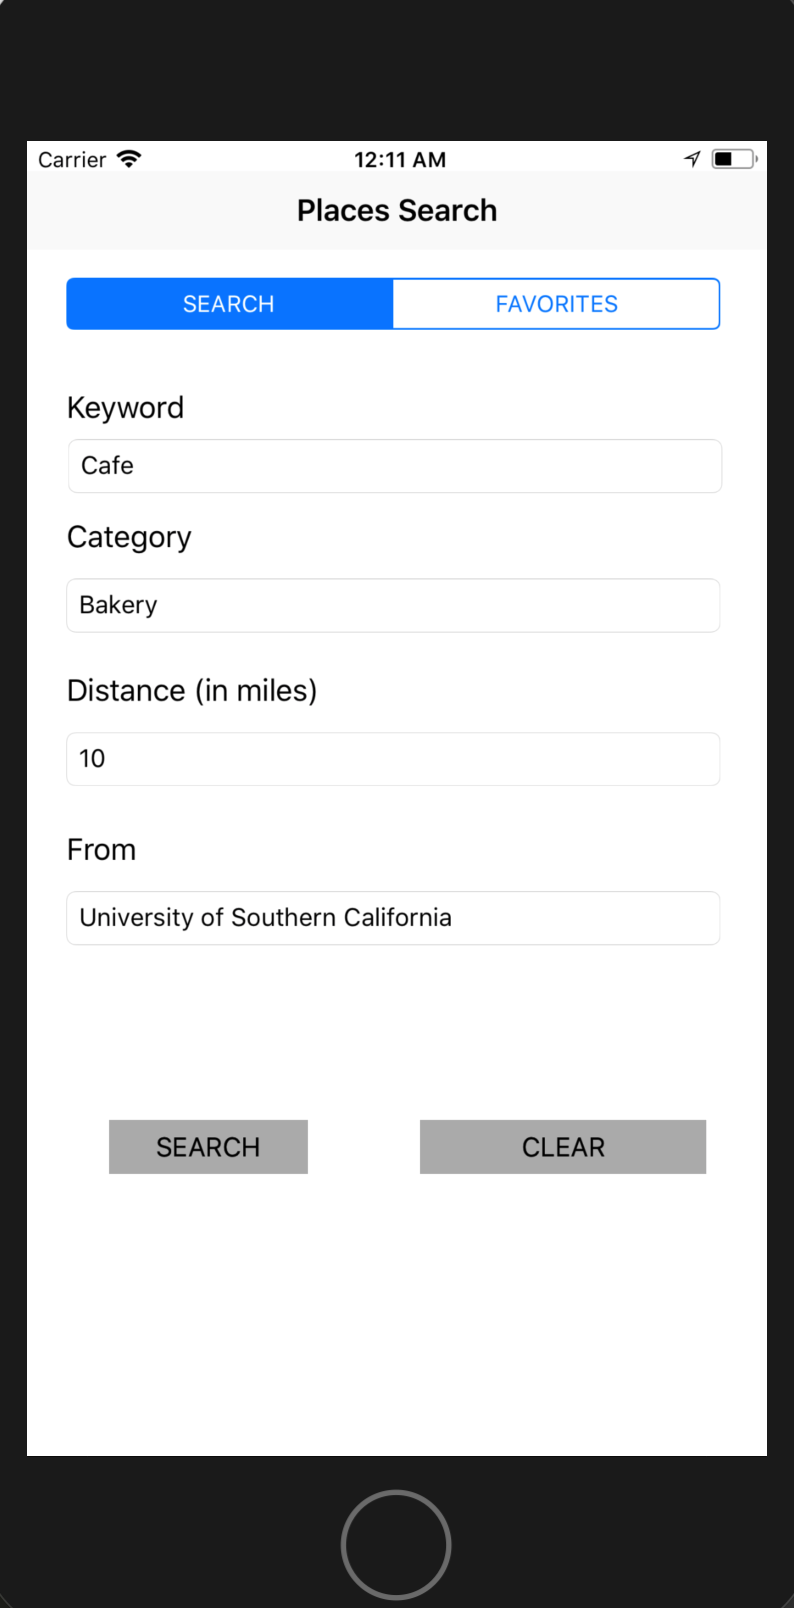 Carrier 12:11 AM
Places Search
SEARCH FAVORITES
Keyword
Cafe
Category
Bakery
Distance (in miles)
10
From
University of Southern California
SEARCH CLEAR